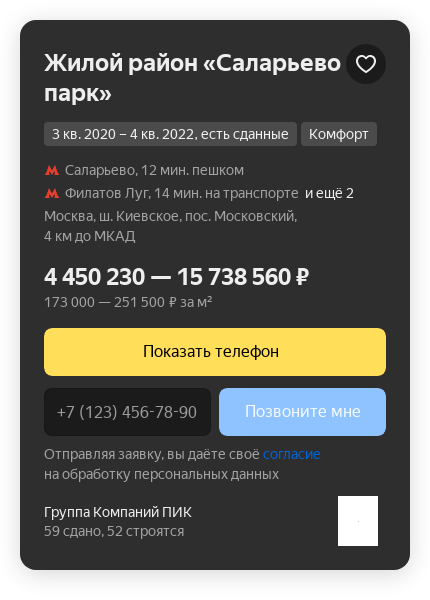 Жилой район «Саларьево
парк»
3 кв. 2020 – 4 кв. 2022, есть сданные Комфорт
Саларьево, 12 мин. пешком
Филатов Луг, 14 мин. на транспорте и ещё 2
Москва, ш. Киевское, пос. Московский,
4 км до МКАД
4 450 230 — 15 738 560 ₽
173 000 — 251 500 ₽ за м²
Показать телефон
+7 (123) 456-78-90 Позвоните мне
Отправляя заявку, вы даёте своё согласие
на обработку персональных данных
Группа Компаний ПИК
59 сдано, 52 строятся